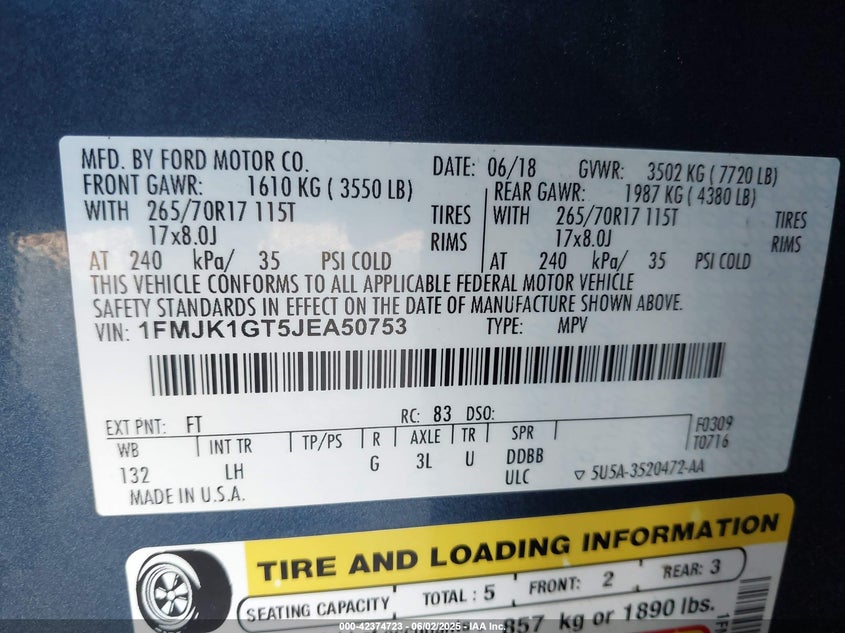 MFD. BY FORD MOTOR CO. DATE: 06/18 GVWR: 3502 KG ( 7720 LB)
FRONT GAWR: 1610 KG ( 3550 LB) REAR GAWR: 1987 KG ( 4380 LB)
WITH 265/70R17 115T TIRES WITH 265/70R17 115T TIRES
17x8.0J RIMS 17x8.0J RIMS
AT 240 kPa/ 35 PSI COLD AT 240 kPa/ 35 PSI COLD
THIS VEHICLE CONFORMS TO ALL APPLICABLE FEDERAL MOTOR VEHICLE
SAFETY STANDARDS IN EFFECT ON THE DATE OF MANUFACTURE SHOWN ABOVE.
VIN: 1FMJK1GT5JEA50753 TYPE: MPV
EXT PNT: FT RC: 83 DSO: F0309
WB INT TR TP/PS R AXLE TR SPR T0716
132 LH G 3L U DDBB
ULC ▽ 5U5A-3520472-AA
MADE IN U.S.A.
TIRE AND LOADING INFORMATION
SEATING CAPACITY TOTAL : 5 FRONT: 2 REAR: 3
857 kg or 1890 lbs.
000-42374723 - 06/02/2025 - IAA Inc.